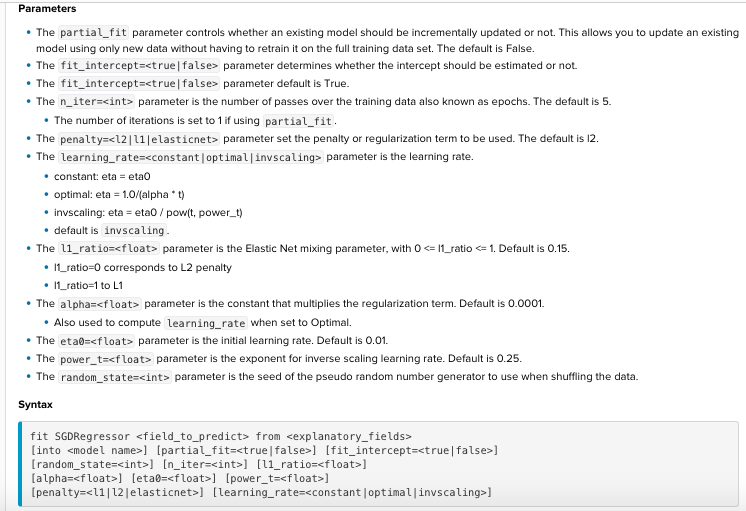 Parameters
• The partial_fit parameter controls whether an existing model should be incrementally updated or not. This allows you to update an existing
model using only new data without having to retrain it on the full training data set. The default is False.
• The fit_intercept=<true|false> parameter determines whether the intercept should be estimated or not.
• The fit_intercept=<true|false> parameter default is True.
• The n_iter=<int> parameter is the number of passes over the training data also known as epochs. The default is 5.
• The number of iterations is set to 1 if using partial_fit.
• The penalty=<l2|l1|elasticnet> parameter set the penalty or regularization term to be used. The default is l2.
• The learning_rate=<constant|optimal|invscaling> parameter is the learning rate.
• constant: eta = eta0
• optimal: eta = 1.0/(alpha * t)
• invscaling: eta = eta0 / pow(t, power_t)
• default is invscaling.
• The l1_ratio=<float> parameter is the Elastic Net mixing parameter, with 0 <= l1_ratio <= 1. Default is 0.15.
• l1_ratio=0 corresponds to L2 penalty
• l1_ratio=1 to L1
• The alpha=<float> parameter is the constant that multiplies the regularization term. Default is 0.0001.
• Also used to compute learning_rate when set to Optimal.
• The eta0=<float> parameter is the initial learning rate. Default is 0.01.
• The power_t=<float> parameter is the exponent for inverse scaling learning rate. Default is 0.25.
• The random_state=<int> parameter is the seed of the pseudo random number generator to use when shuffling the data.
Syntax
fit SGDRegressor <field_to_predict> from <explanatory_fields>
[into <model name>] [partial_fit=<true|false>] [fit_intercept=<true|false>]
[random_state=<int>] [n_iter=<int>] [l1_ratio=<float>]
[alpha=<float>] [eta0=<float>] [power_t=<float>]
[penalty=<l1|l2|elasticnet>] [learning_rate=<constant|optimal|invscaling>]